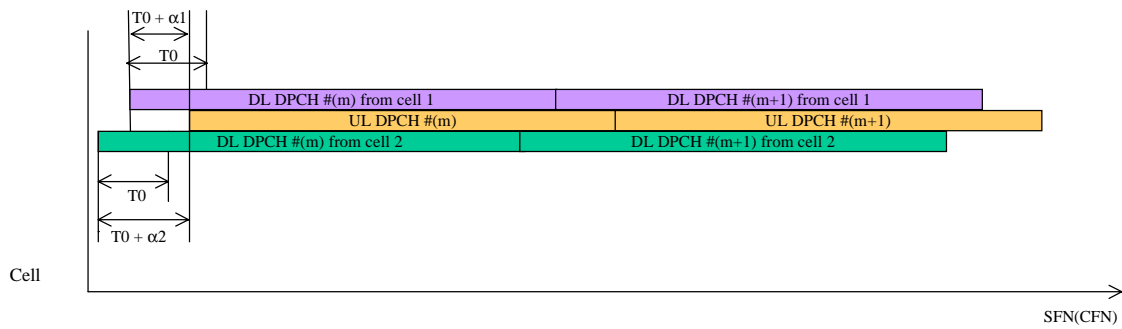 T0 + α1
T0
DL DPCH #(m) from cell 1 DL DPCH #(m+1) from cell 1
UL DPCH #(m) UL DPCH #(m+1)
DL DPCH #(m) from cell 2 DL DPCH #(m+1) from cell 2
T0
T0 + α2
Cell
SFN(CFN)